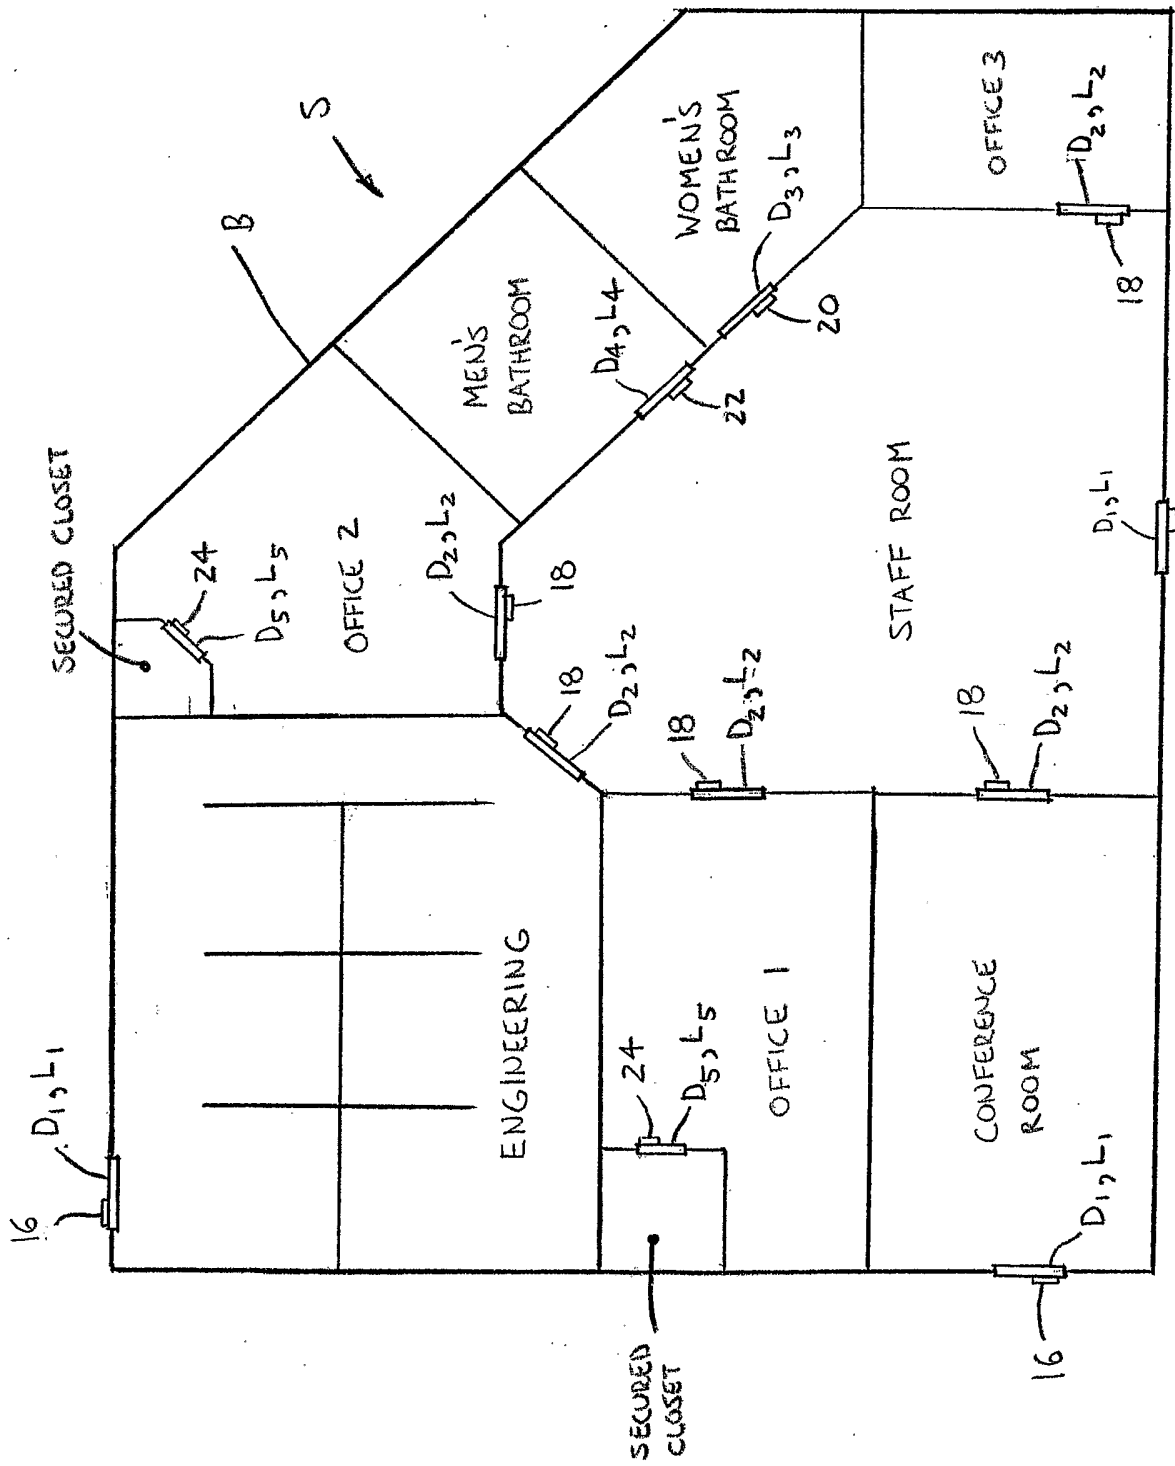 16
D1, L1
ENGINEERING
SECURED CLOSET
24
D5, L5
OFFICE 2
D2, L2
18
18
D2, L2
B
S
MEN'S
BATHROOM
D4, L4
22
WOMEN'S
BATHROOM
D3, L3
20
OFFICE 3
D2, L2
18
SECURED
CLOSET
24
D5, L5
OFFICE 1
18
D2, L2
STAFF ROOM
CONFERENCE
ROOM
18
D2, L2
D1, L1
16
D1, L1